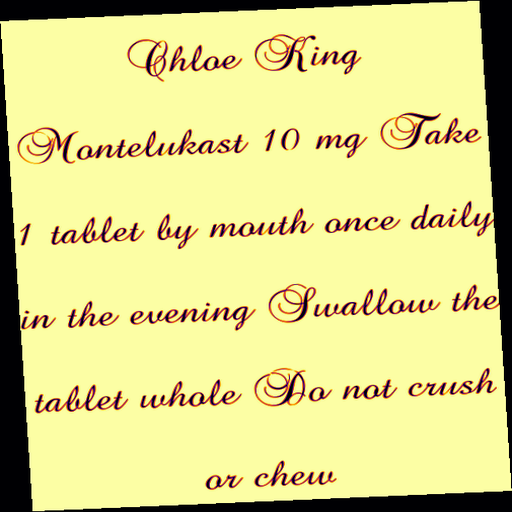 Chloe King
Montelukast 10 mg Take
1 tablet by mouth once daily
in the evening Swallow the
tablet whole Do not crush
or chew